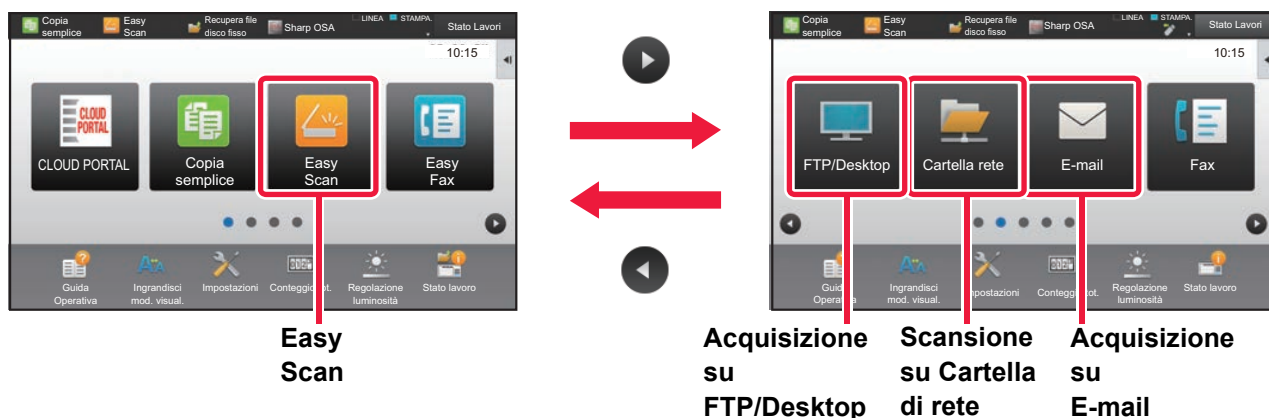 Copia
semplice
Easy
Scan
Recupera file
disco fisso
Sharp OSA
LINEA
STAMPA.
Stato Lavori
10:15
CLOUD
PORTAL
CLOUD PORTAL
Copia
semplice
Easy
Scan
Easy
Fax
Guida
Operativa
Ingrandisci
mod. visual.
Impostazioni
Regolazione
luminosità
Stato lavoro
Easy
Scan
Copia
semplice
Easy
Scan
Recupera file
disco fisso
Sharp OSA
LINEA
STAMPA.
Stato Lavori
10:15
FTP/Desktop
Cartella rete
E-mail
Fax
Ingrandisci
mod. visual.
Regolazione
luminosità
Stato lavoro
Acquisizione
su
FTP/Desktop
Scansione
su Cartella
di rete
Acquisizione
su
E-mail